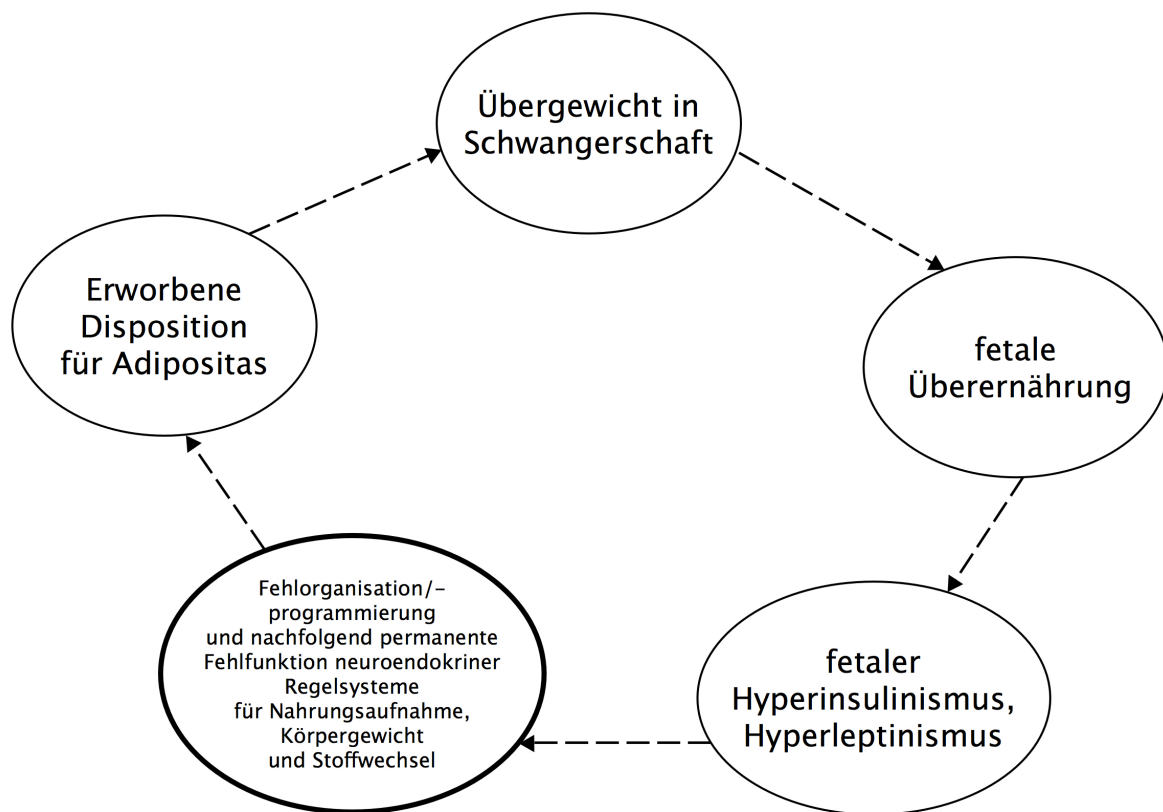 Übergewicht in
Schwangerschaft
fetale
Überernährung
fetaler
Hyperinsulinismus,
Hyperleptinismus
Fehlorganisation/-
programmierung
und nachfolgend permanente
Fehlfunktion neuroendokriner
Regelsysteme
für Nahrungsaufnahme,
Körpergewicht
und Stoffwechsel
Erworbene
Disposition
für Adipositas